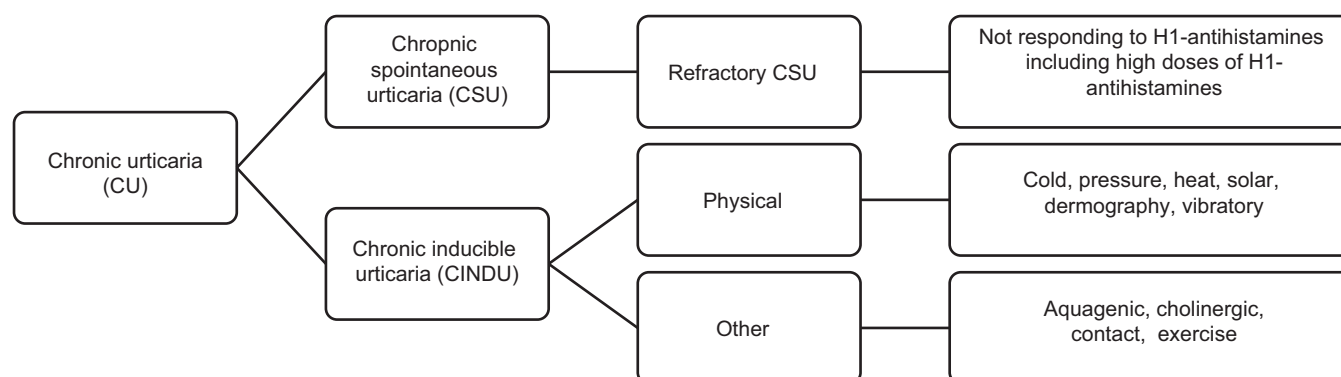 Chropnic
spointaneous
urticaria (CSU)
Refractory CSU
Not responding to H1-antihistamines
including high doses of H1-
antihistamines
Chronic urticaria
(CU)
Physical
Cold, pressure, heat, solar,
dermography, vibratory
Chronic inducible
urticaria (CINDU)
Other
Aquagenic, cholinergic,
contact, exercise